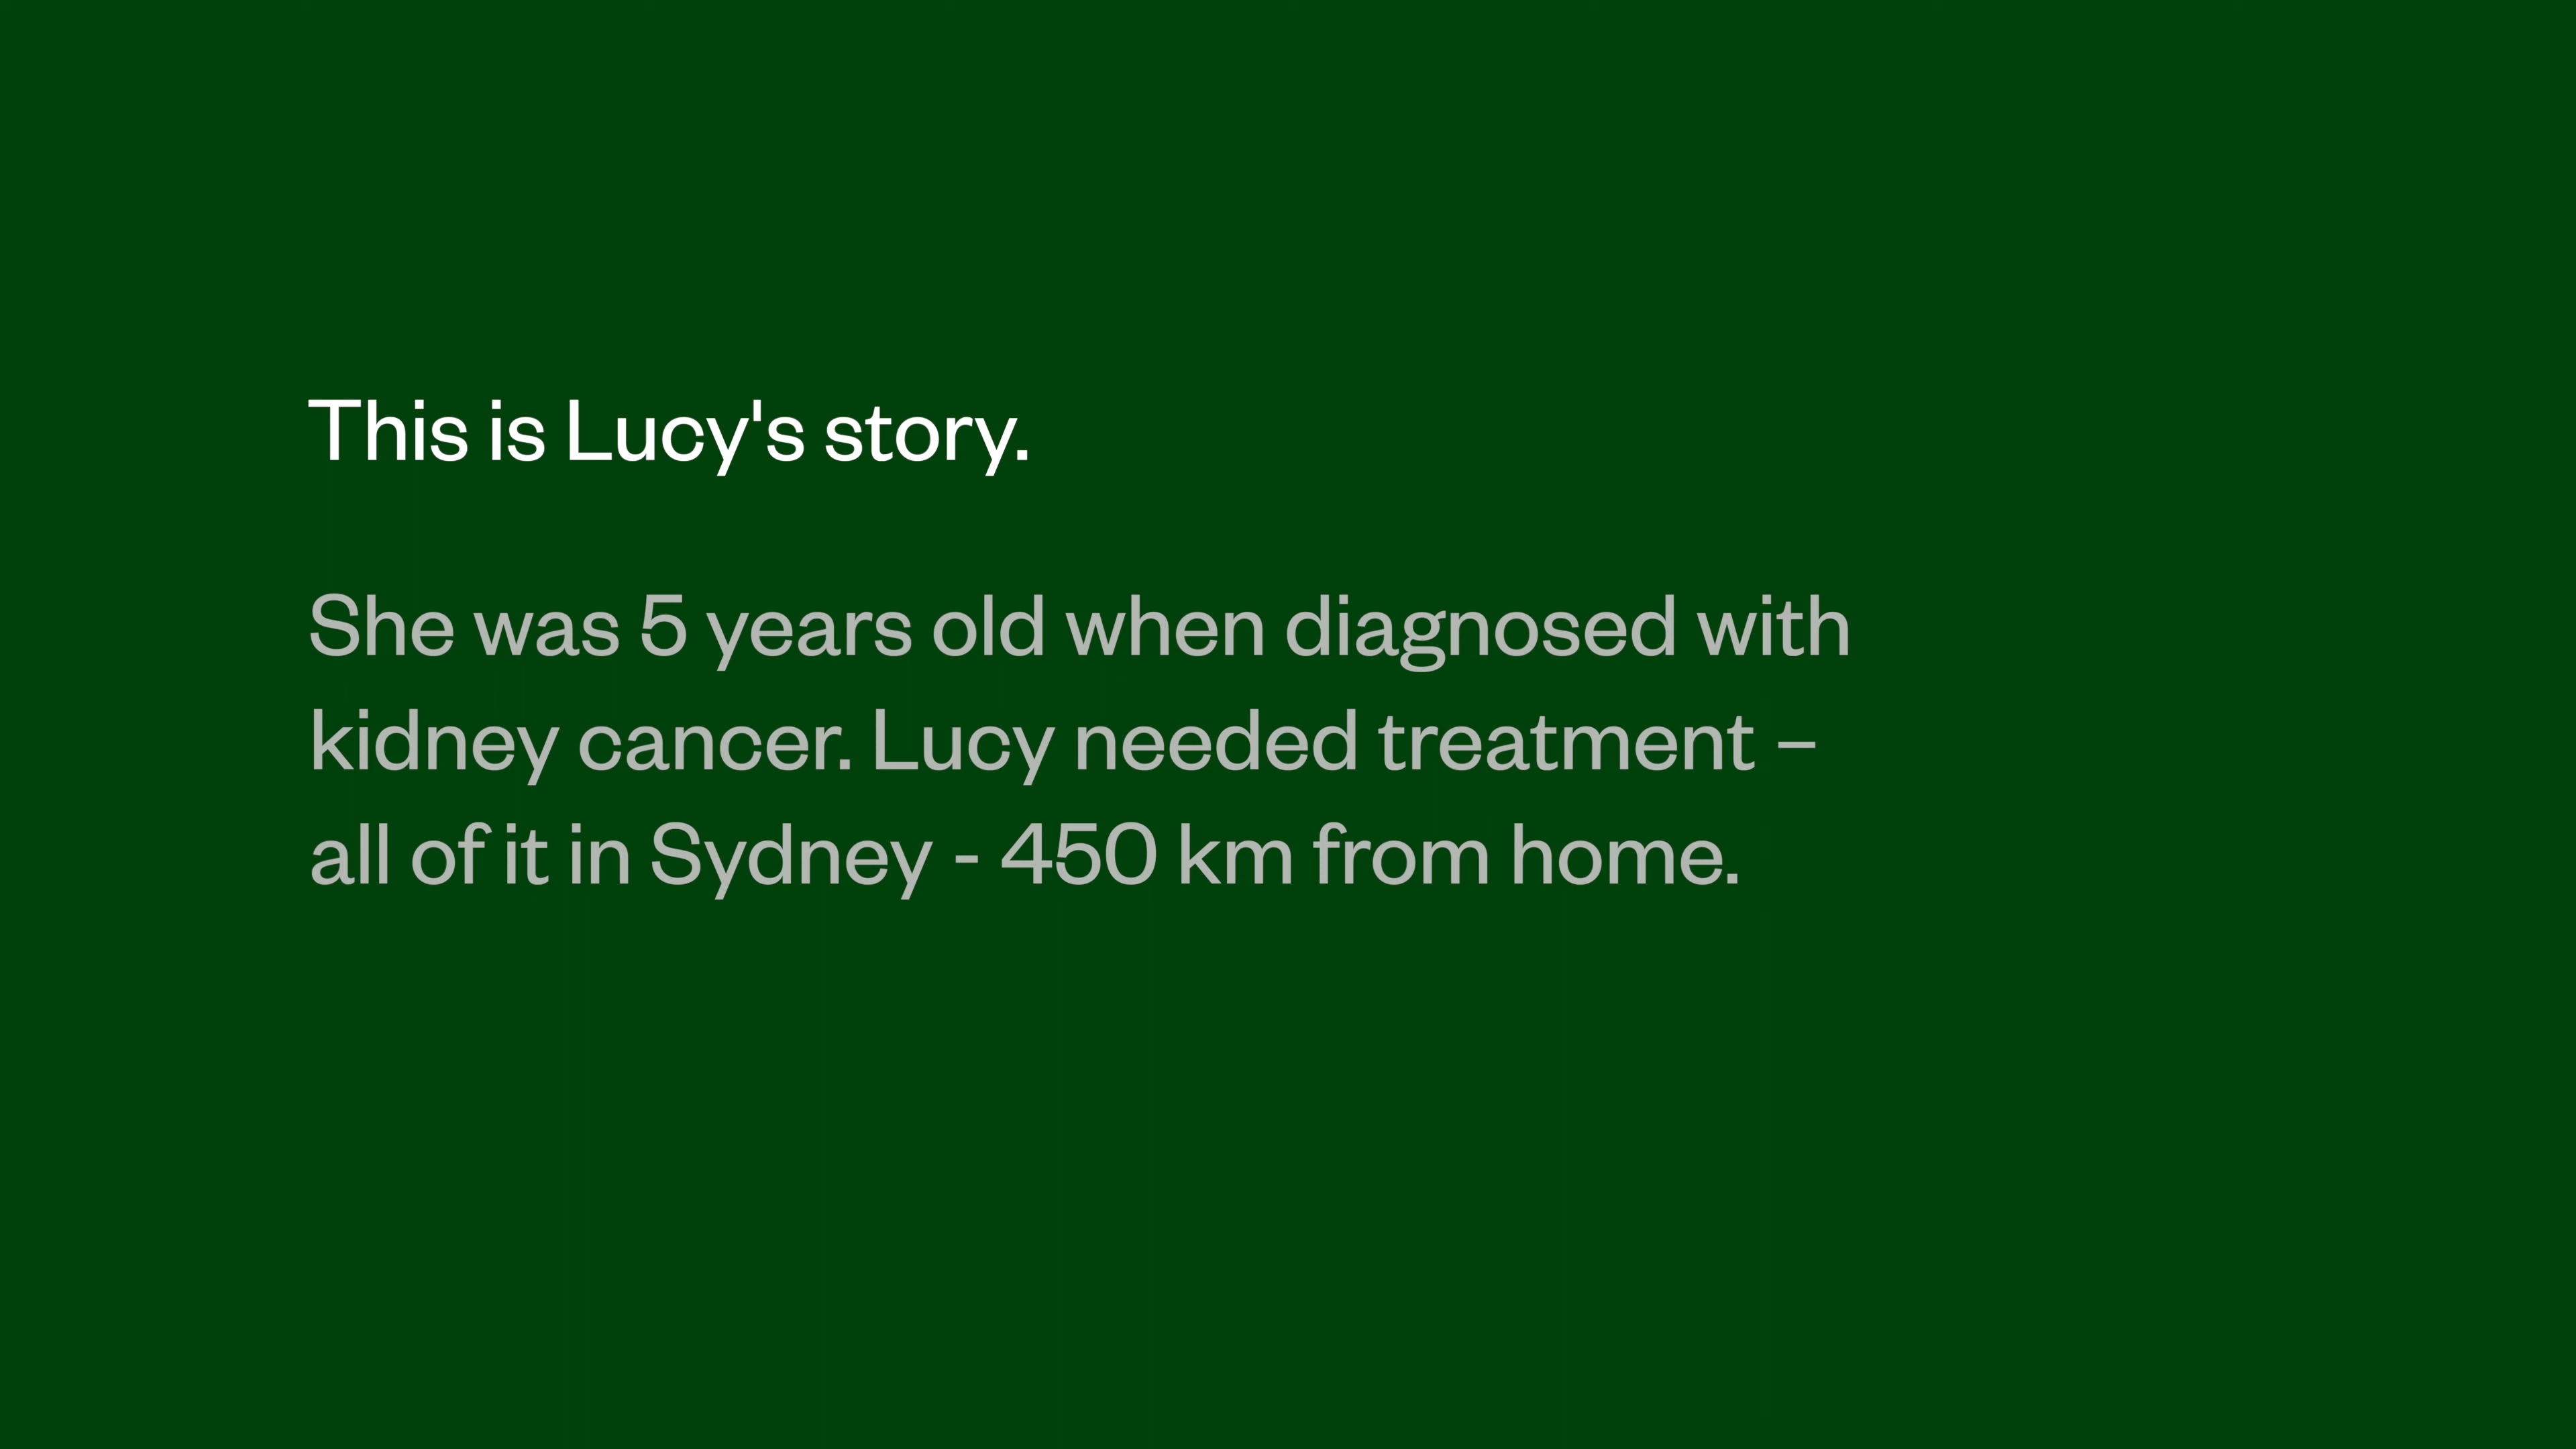 This is Lucy's story.
She was 5 years old when diagnosed with
kidney cancer. Lucy needed treatment –
all of it in Sydney - 450 km from home.